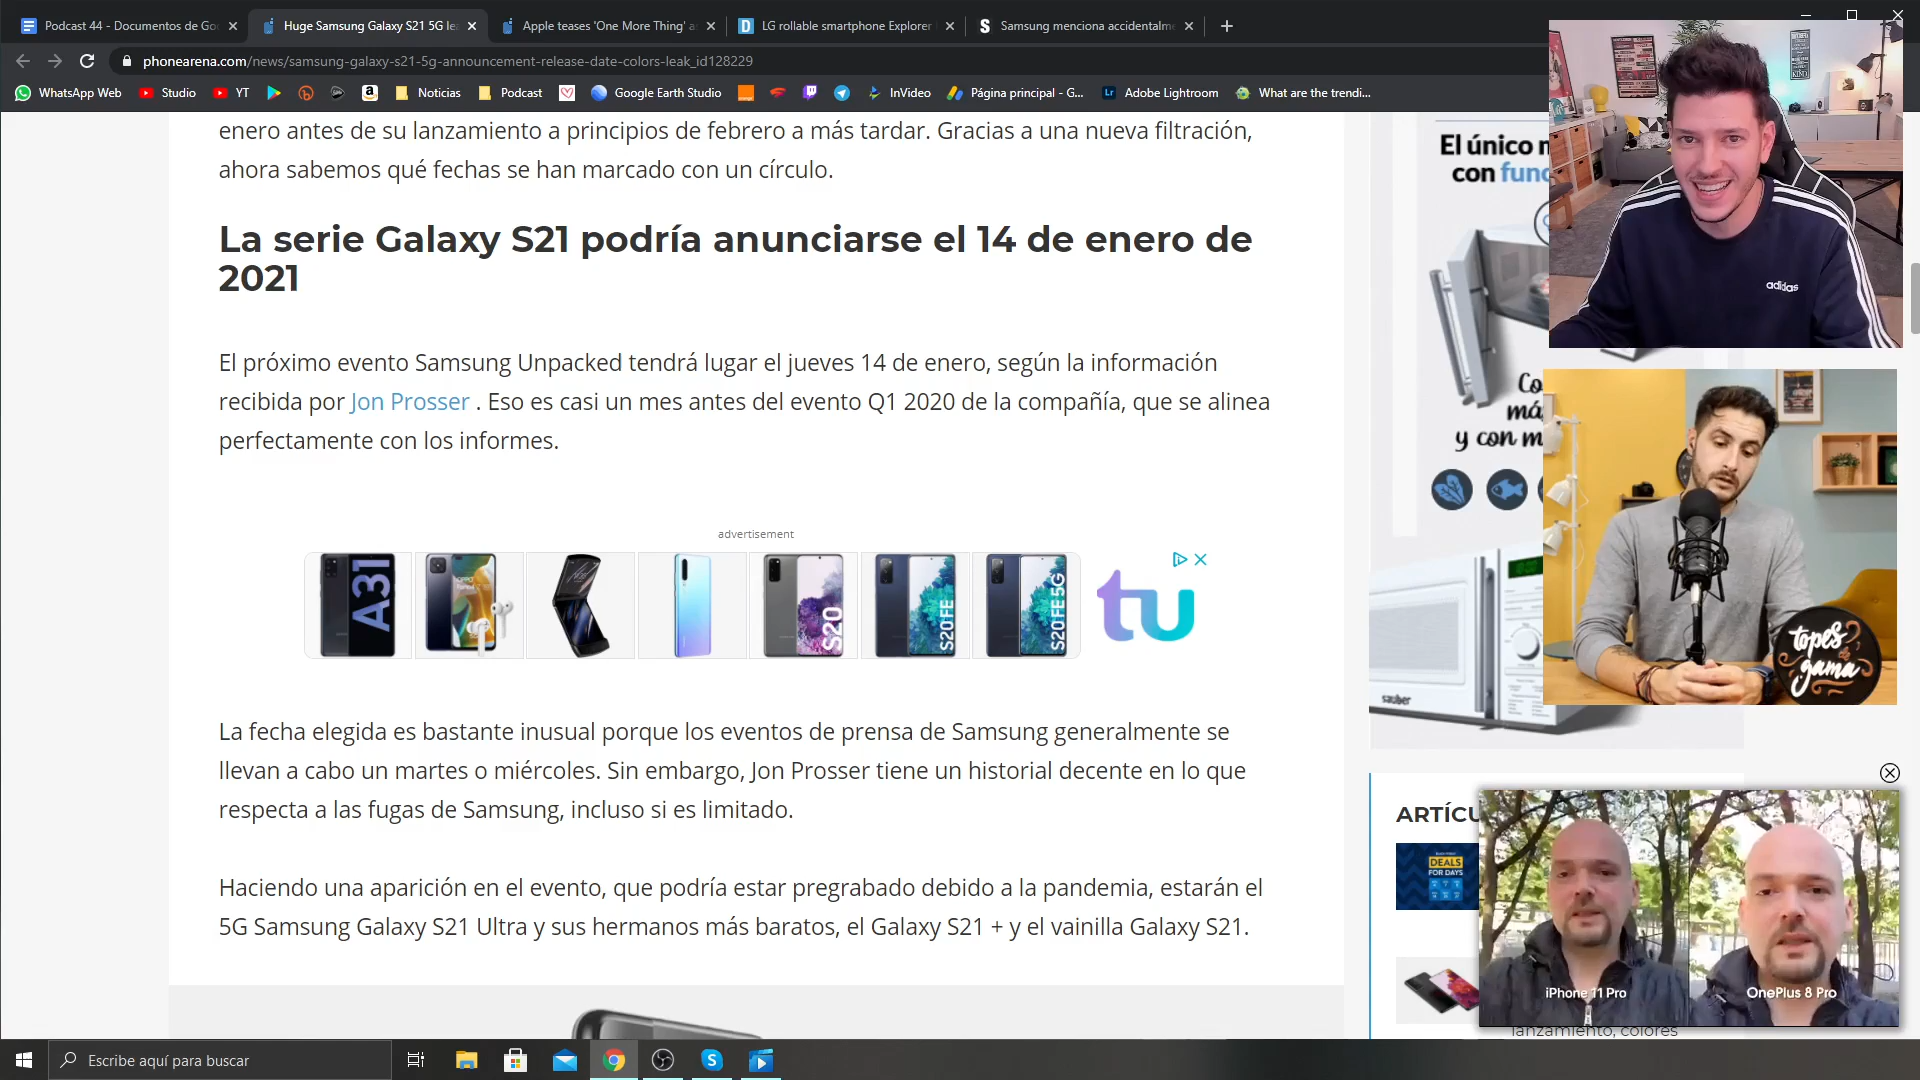 Podcast 44 - Documentos de Go
Huge Samsung Galaxy S21 5G le
Apple teases 'One More Thing' a
LG rollable smartphone Explorer
Samsung menciona accidentalme
phonearena.com/news/samsung-galaxy-s21-5g-announcement-release-date-colors-leak_id128229
WhatsApp Web
Studio
YT
Noticias
Podcast
Google Earth Studio
InVideo
Página principal - G...
Adobe Lightroom
What are the trendi...
enero antes de su lanzamiento a principios de febrero a más tardar. Gracias a una nueva filtración,
ahora sabemos qué fechas se han marcado con un círculo.
La serie Galaxy S21 podría anunciarse el 14 de enero de
2021
El próximo evento Samsung Unpacked tendrá lugar el jueves 14 de enero, según la información
recibida por Jon Prosser . Eso es casi un mes antes del evento Q1 2020 de la compañía, que se alinea
perfectamente con los informes.
advertisement
A31
S20
S20 FE
S20 FE 5G
tu
La fecha elegida es bastante inusual porque los eventos de prensa de Samsung generalmente se
llevan a cabo un martes o miércoles. Sin embargo, Jon Prosser tiene un historial decente en lo que
respecta a las fugas de Samsung, incluso si es limitado.
Haciendo una aparición en el evento, que podría estar pregrabado debido a la pandemia, estarán el
5G Samsung Galaxy S21 Ultra y sus hermanos más baratos, el Galaxy S21 + y el vainilla Galaxy S21.
El único
con func
Co
má
y con m
sauber
adidas
topes
de
gama
ARTÍCU
DEALS
FOR DAYS
iPhone 11 Pro
OnePlus 8 Pro
lanzamiento, colores
Escribe aquí para buscar